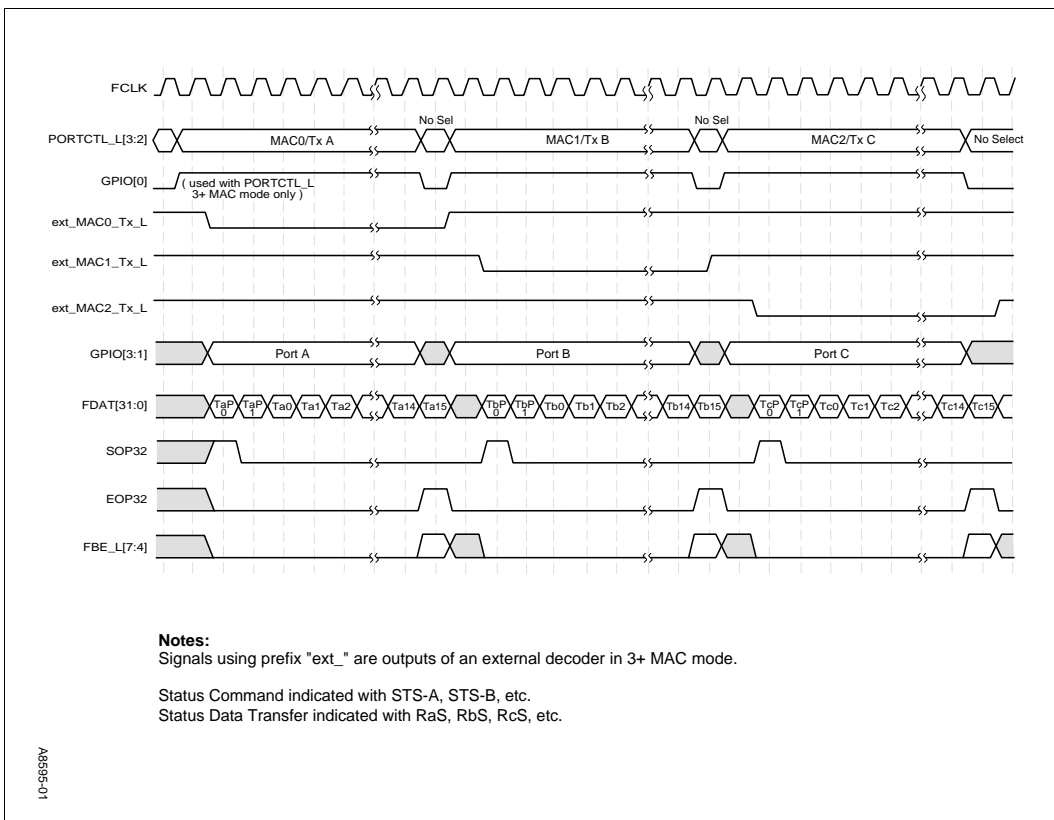 FCLK
No Sel No Sel
PORTCTL_L[3:2] MAC0/Tx A MAC1/Tx B MAC2/Tx C No Select
GPIO[0] ( used with PORTCTL_L
3+ MAC mode only )
ext_MAC0_Tx_L
ext_MAC1_Tx_L
ext_MAC2_Tx_L
GPIO[3:1] Port A Port B Port C
FDAT[31:0] TaP 0 TaP 1 Ta0 Ta1 Ta2 Ta14 Ta15 TbP 0 TbP 1 Tb0 Tb1 Tb2 Tb14 Tb15 TcP 0 TcP 1 Tc0 Tc1 Tc2 Tc14 Tc15
SOP32
EOP32
FBE_L[7:4]
Notes:
Signals using prefix "ext_" are outputs of an external decoder in 3+ MAC mode.
Status Command indicated with STS-A, STS-B, etc.
Status Data Transfer indicated with RaS, RbS, RcS, etc.
A8595-01